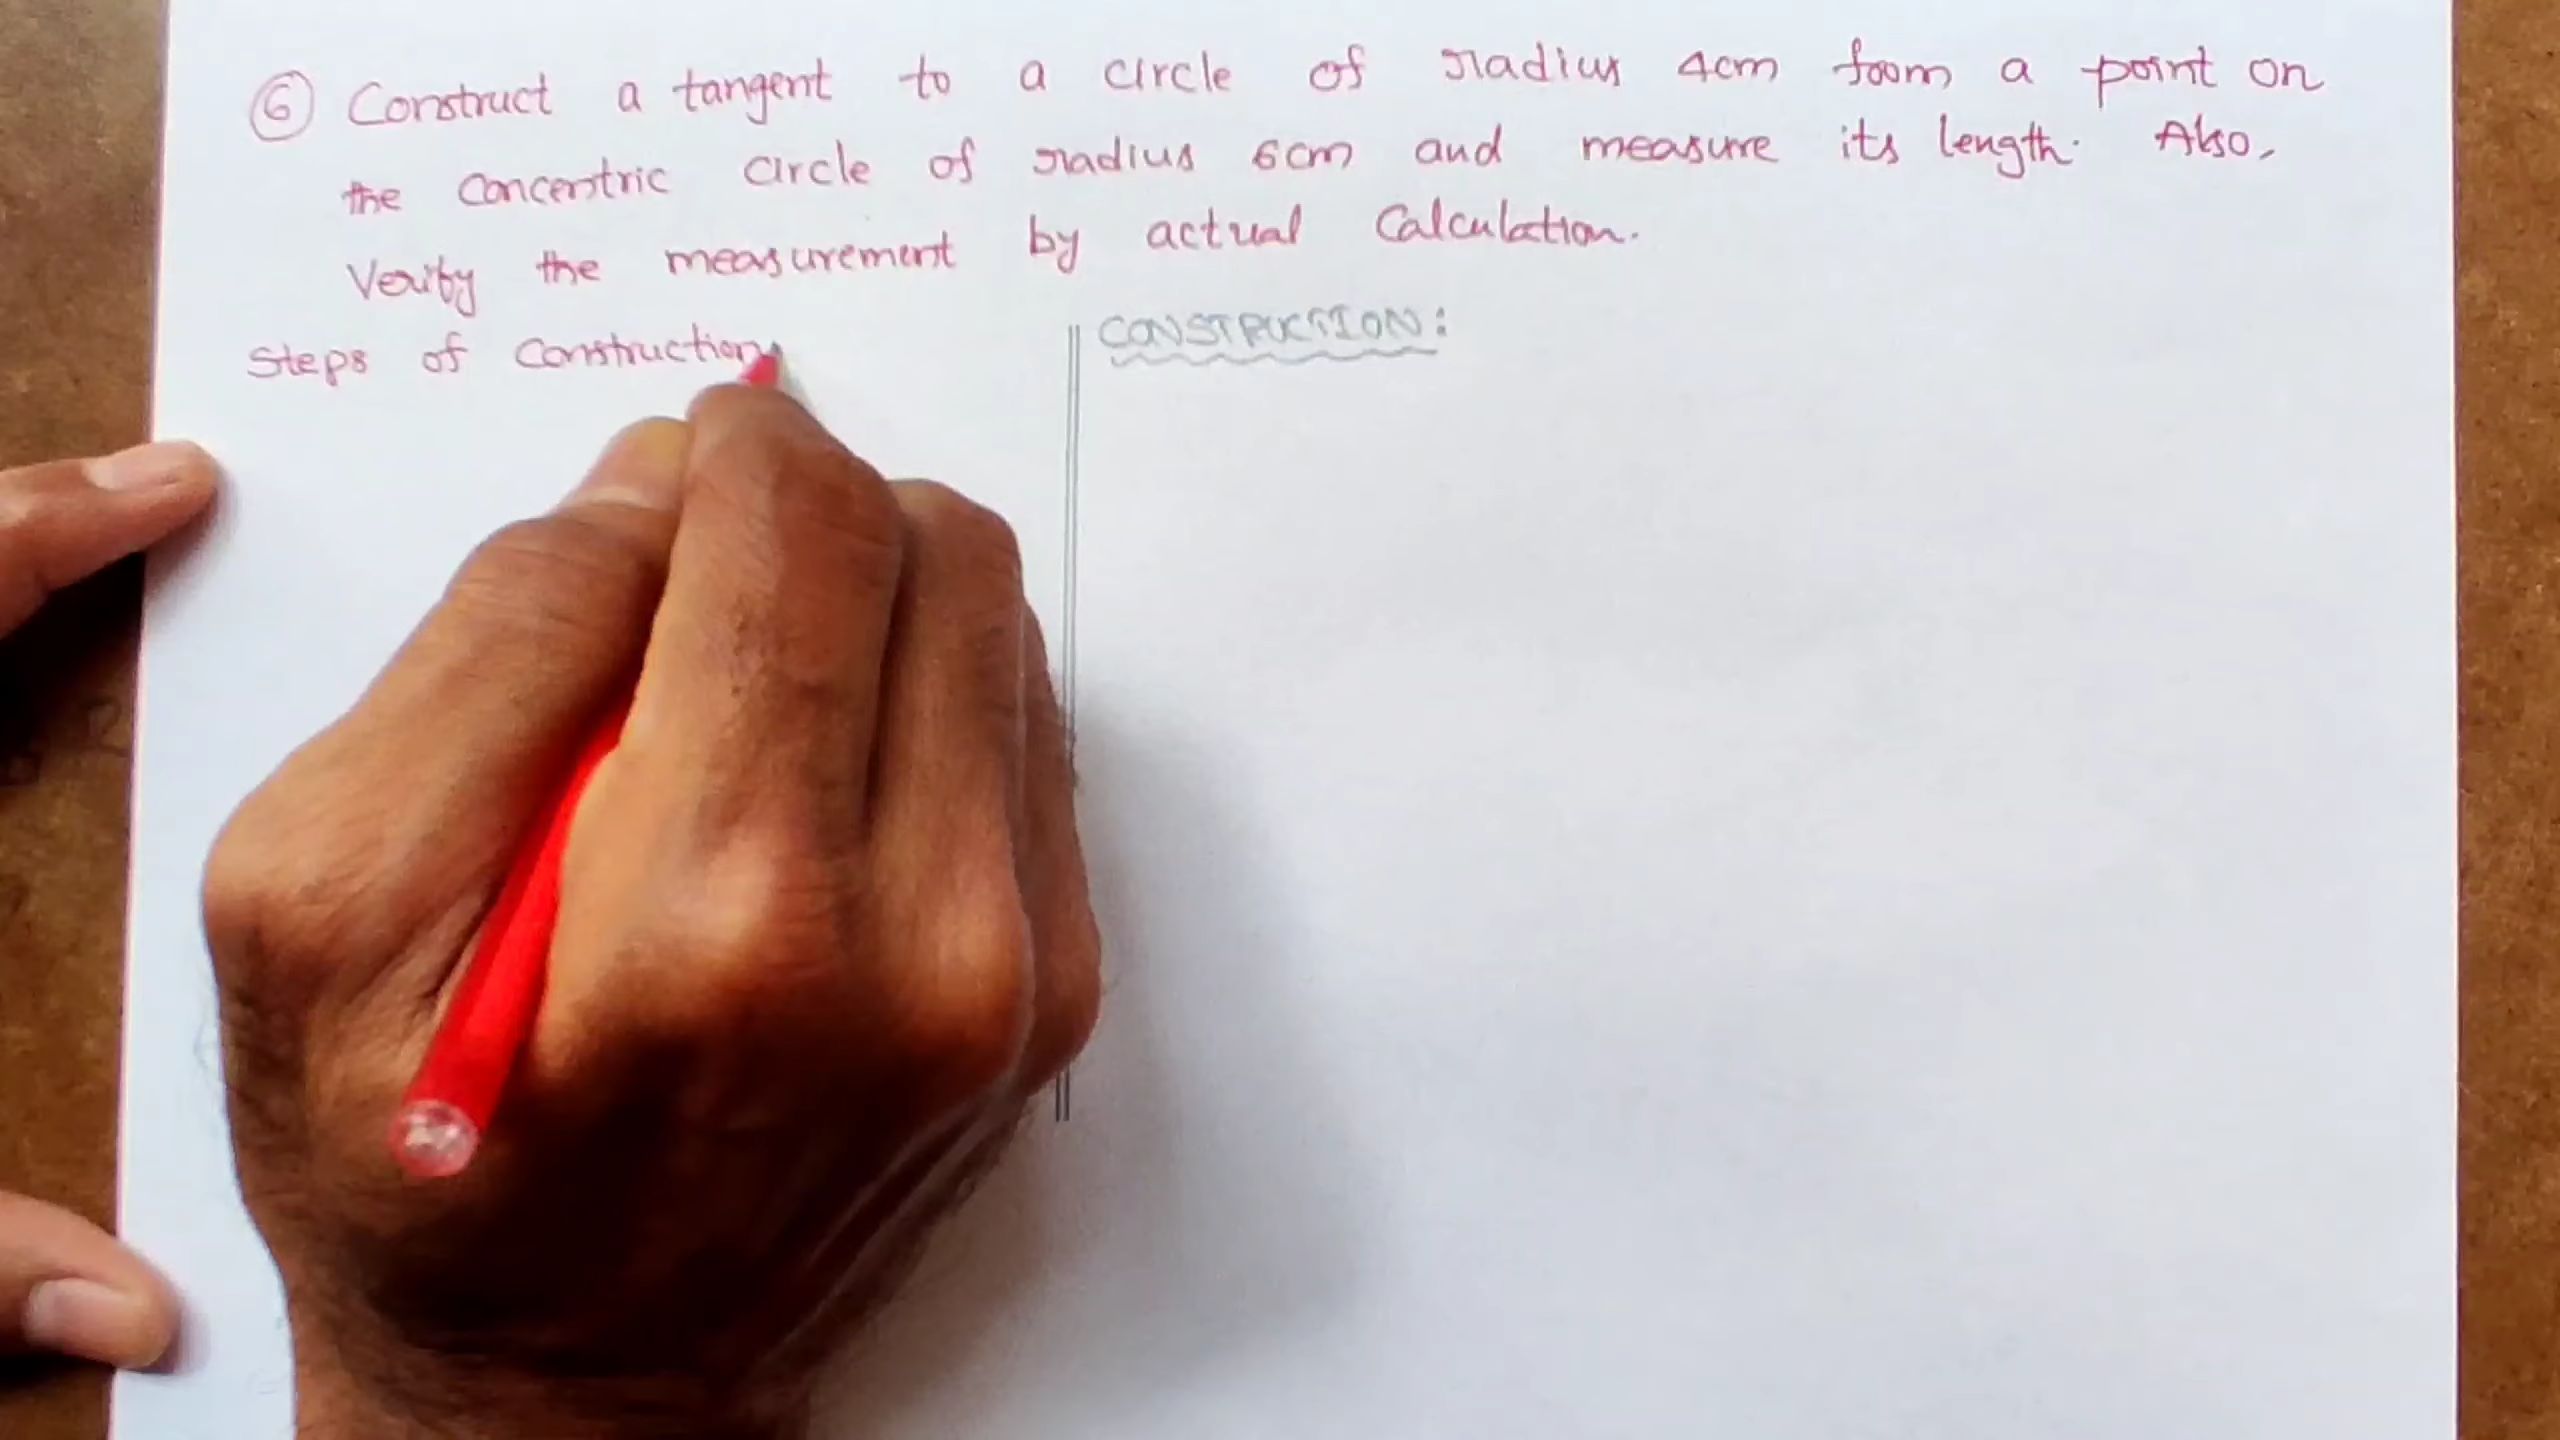 6 Construct a tangent to a circle of radius 4cm from a point on
the concentric circle of radius 6cm and measure its length. Also,
Verify the measurement by actual Calculation.
Steps of Construction
CONSTRUCTION: